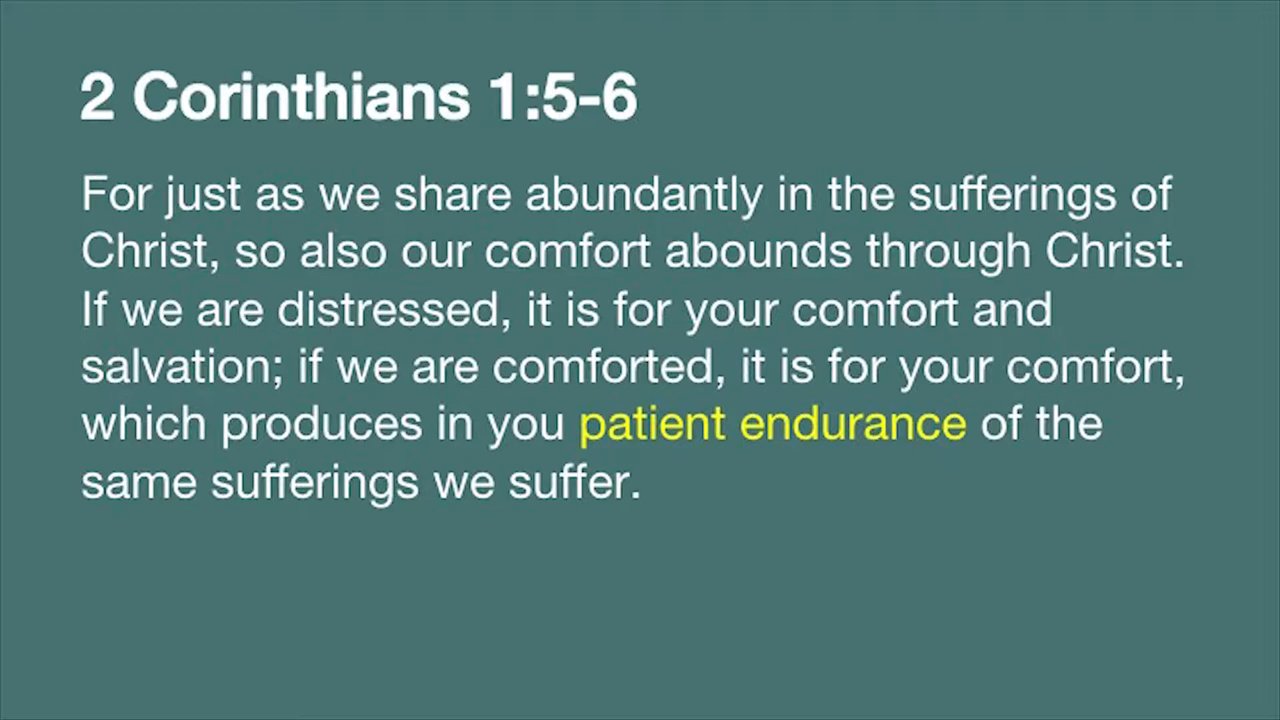 2 Corinthians 1:5-6
For just as we share abundantly in the sufferings of
Christ, so also our comfort abounds through Christ.
If we are distressed, it is for your comfort and
salvation; if we are comforted, it is for your comfort,
which produces in you patient endurance of the
same sufferings we suffer.